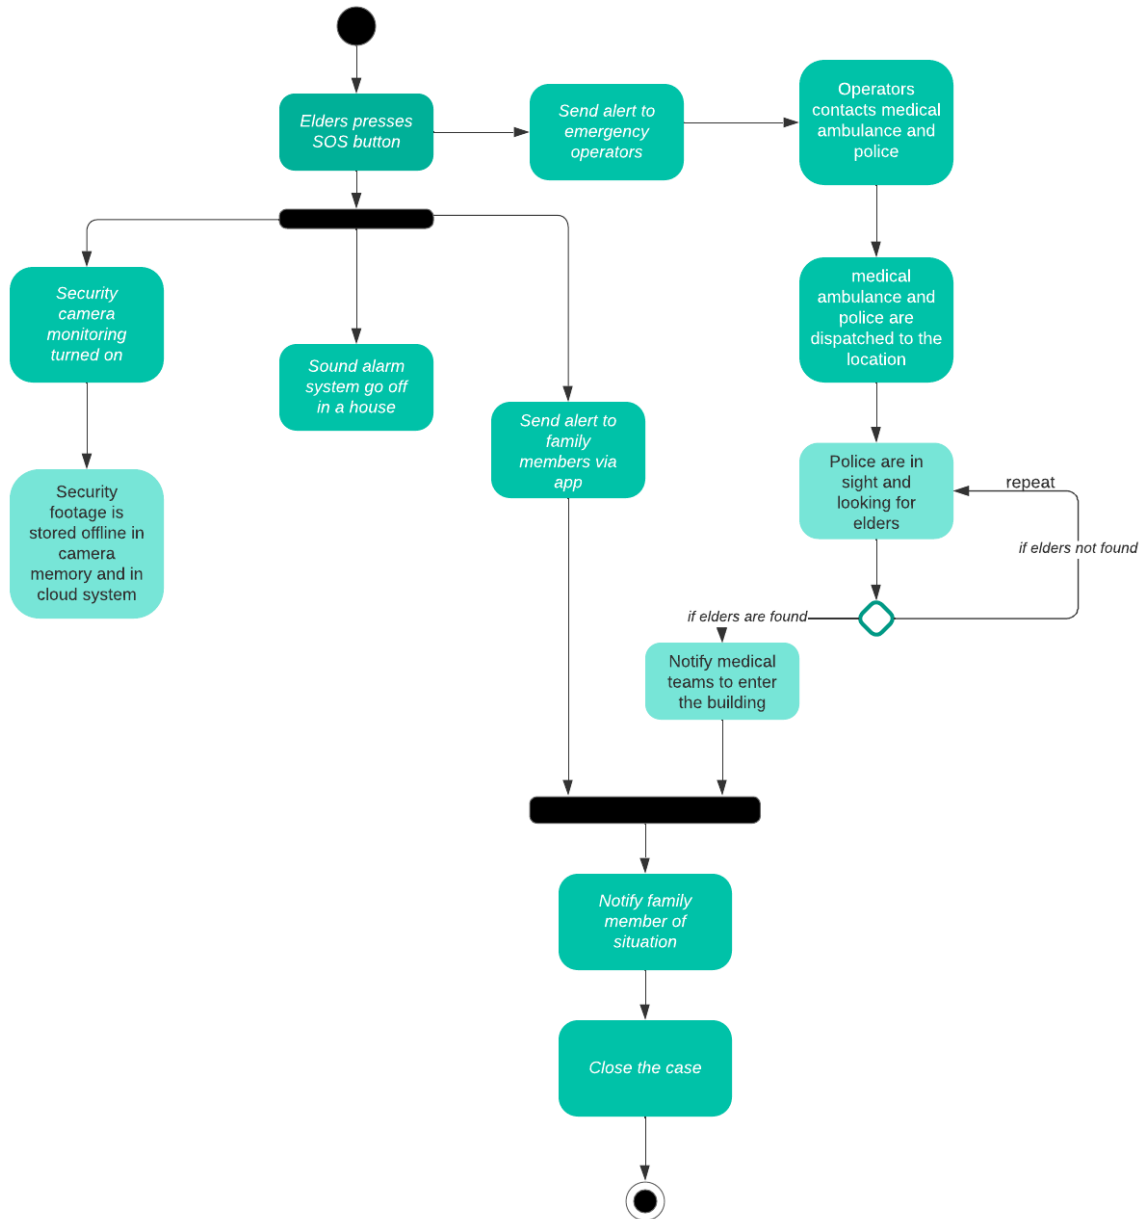 Elders presses
SOS button
Send alert to
emergency
operators
Operators
contacts medical
ambulance and
police
Security
camera
monitoring
turned on
Sound alarm
system go off
in a house
Send alert to
family
members via
app
medical
ambulance and
police are
dispatched to the
location
Security
footage is
stored offline in
camera
memory and in
cloud system
Police are in
sight and
looking for
elders
repeat
if elders not found
if elders are found
Notify medical
teams to enter
the building
Notify family
member of
situation
Close the case